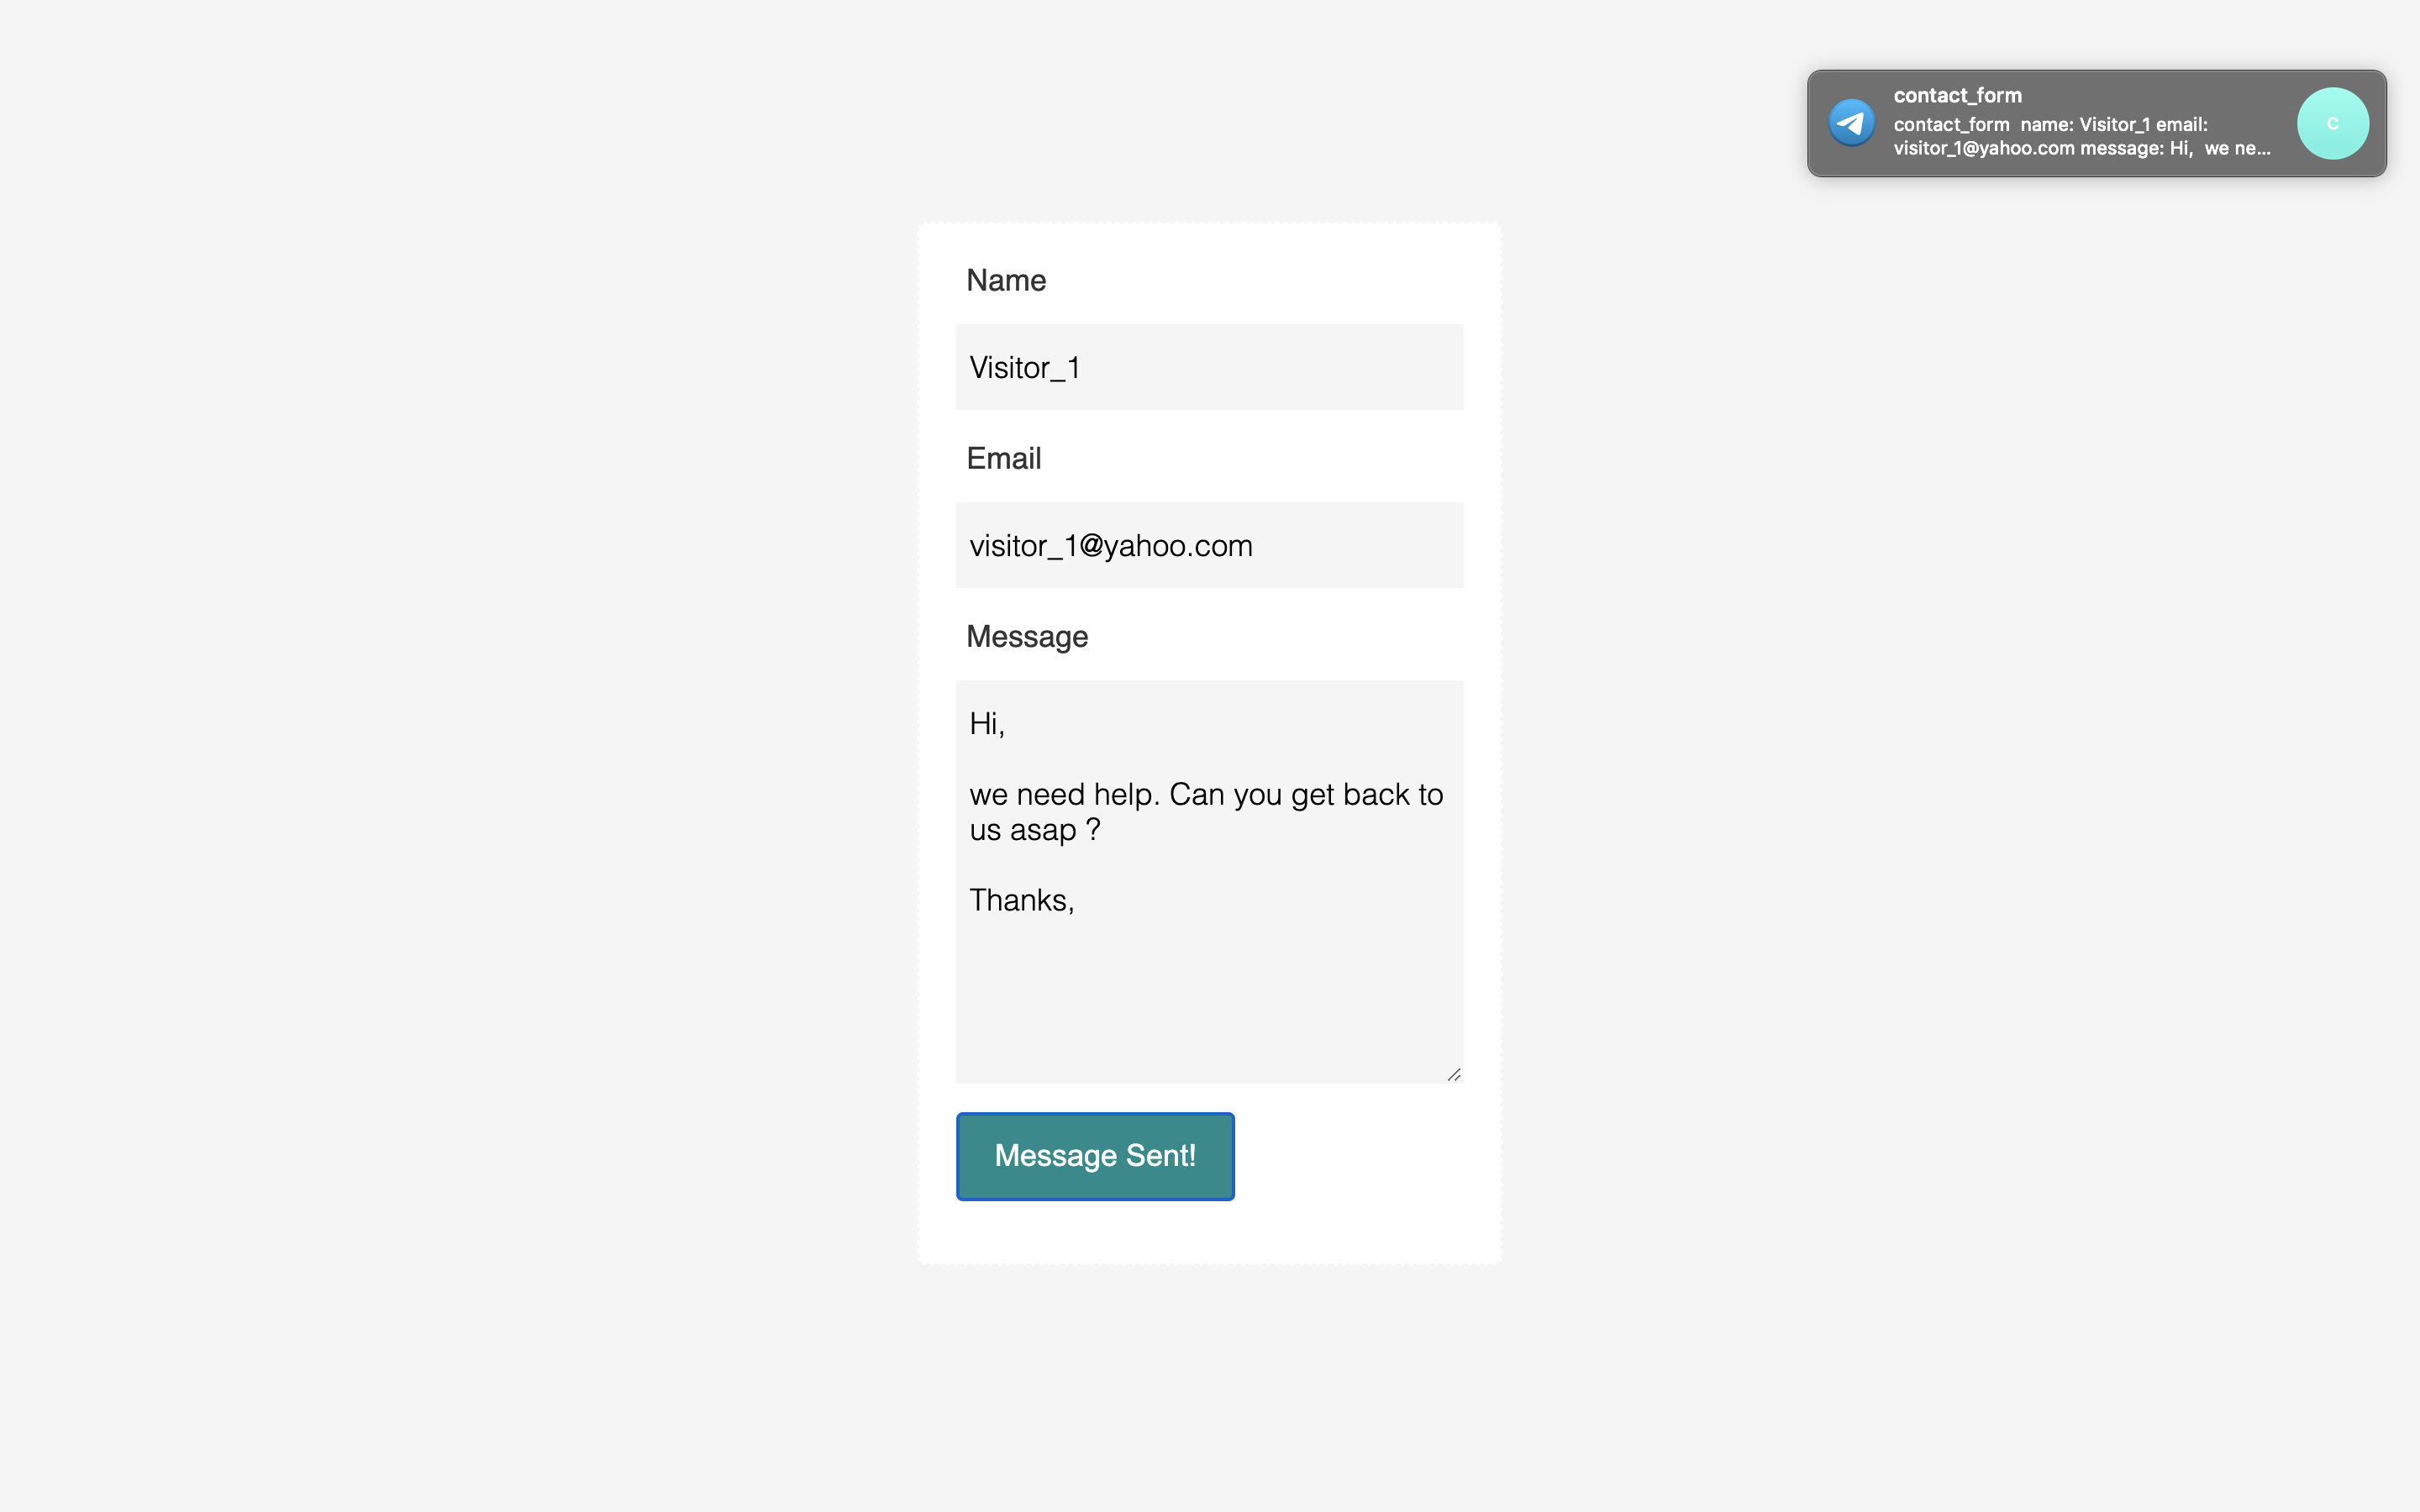 contact_form
contact_form  name: Visitor_1 email:
visitor_1@yahoo.com message: Hi,  we ne...
C
Name
Visitor_1
Email
visitor_1@yahoo.com
Message
Hi,
we need help. Can you get back to
us asap ?
Thanks,
Message Sent!